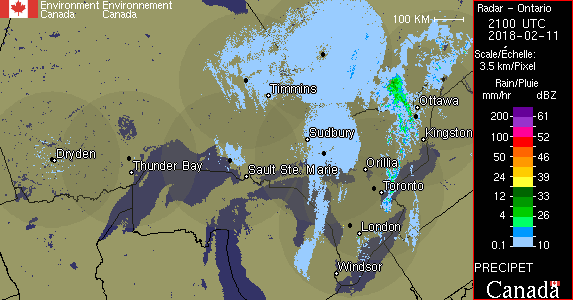 Environment Environnement
Canada Canada
100 KM
Timmins
Ottawa
Sudbury
Kingston
Dryden
Thunder Bay
Sault Ste. Marie
Orillia
Toronto
London
Windsor
Radar - Ontario
2100 UTC
2018-02-11
Scale/Échelle:
3.5 km/Pixel
Rain/Pluie
mm/hr dBZ
200 61
100 52
50 46
24 39
12 33
4 26
0.1 10
PRECIPET
Canada